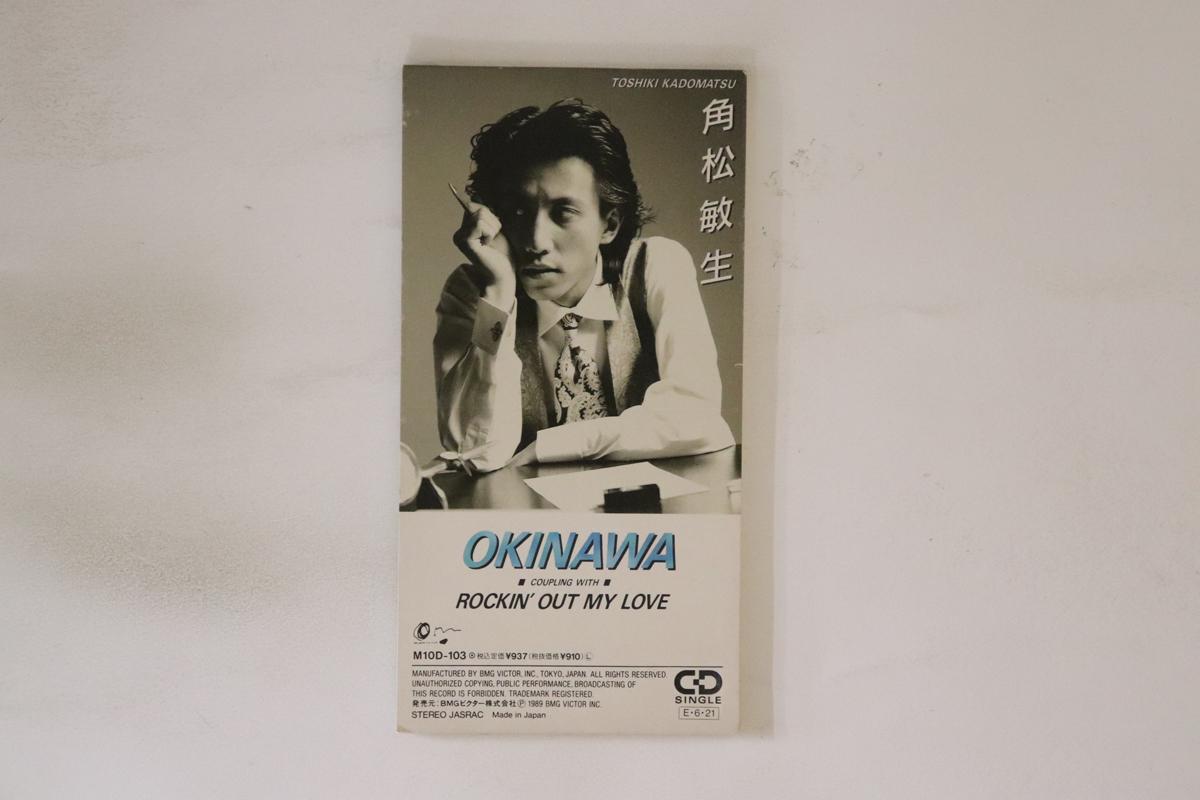 TOSHIKI KADOMATSU
角松敏生
OKINAWA
■ COUPLING WITH ■
ROCKIN' OUT MY LOVE
M10D-103 税込定価¥937(税抜価格¥910) Ⓛ
MANUFACTURED BY BMG VICTOR, INC., TOKYO, JAPAN. ALL RIGHTS RESERVED.
UNAUTHORIZED COPYING, PUBLIC PERFORMANCE, BROADCASTING OF
THIS RECORD IS FORBIDDEN. TRADEMARK REGISTERED.
発売元:BMGビクター株式会社 Ⓟ 1989 BMG VICTOR INC.
STEREO JASRAC Made in Japan
CD
SINGLE
E・6・21